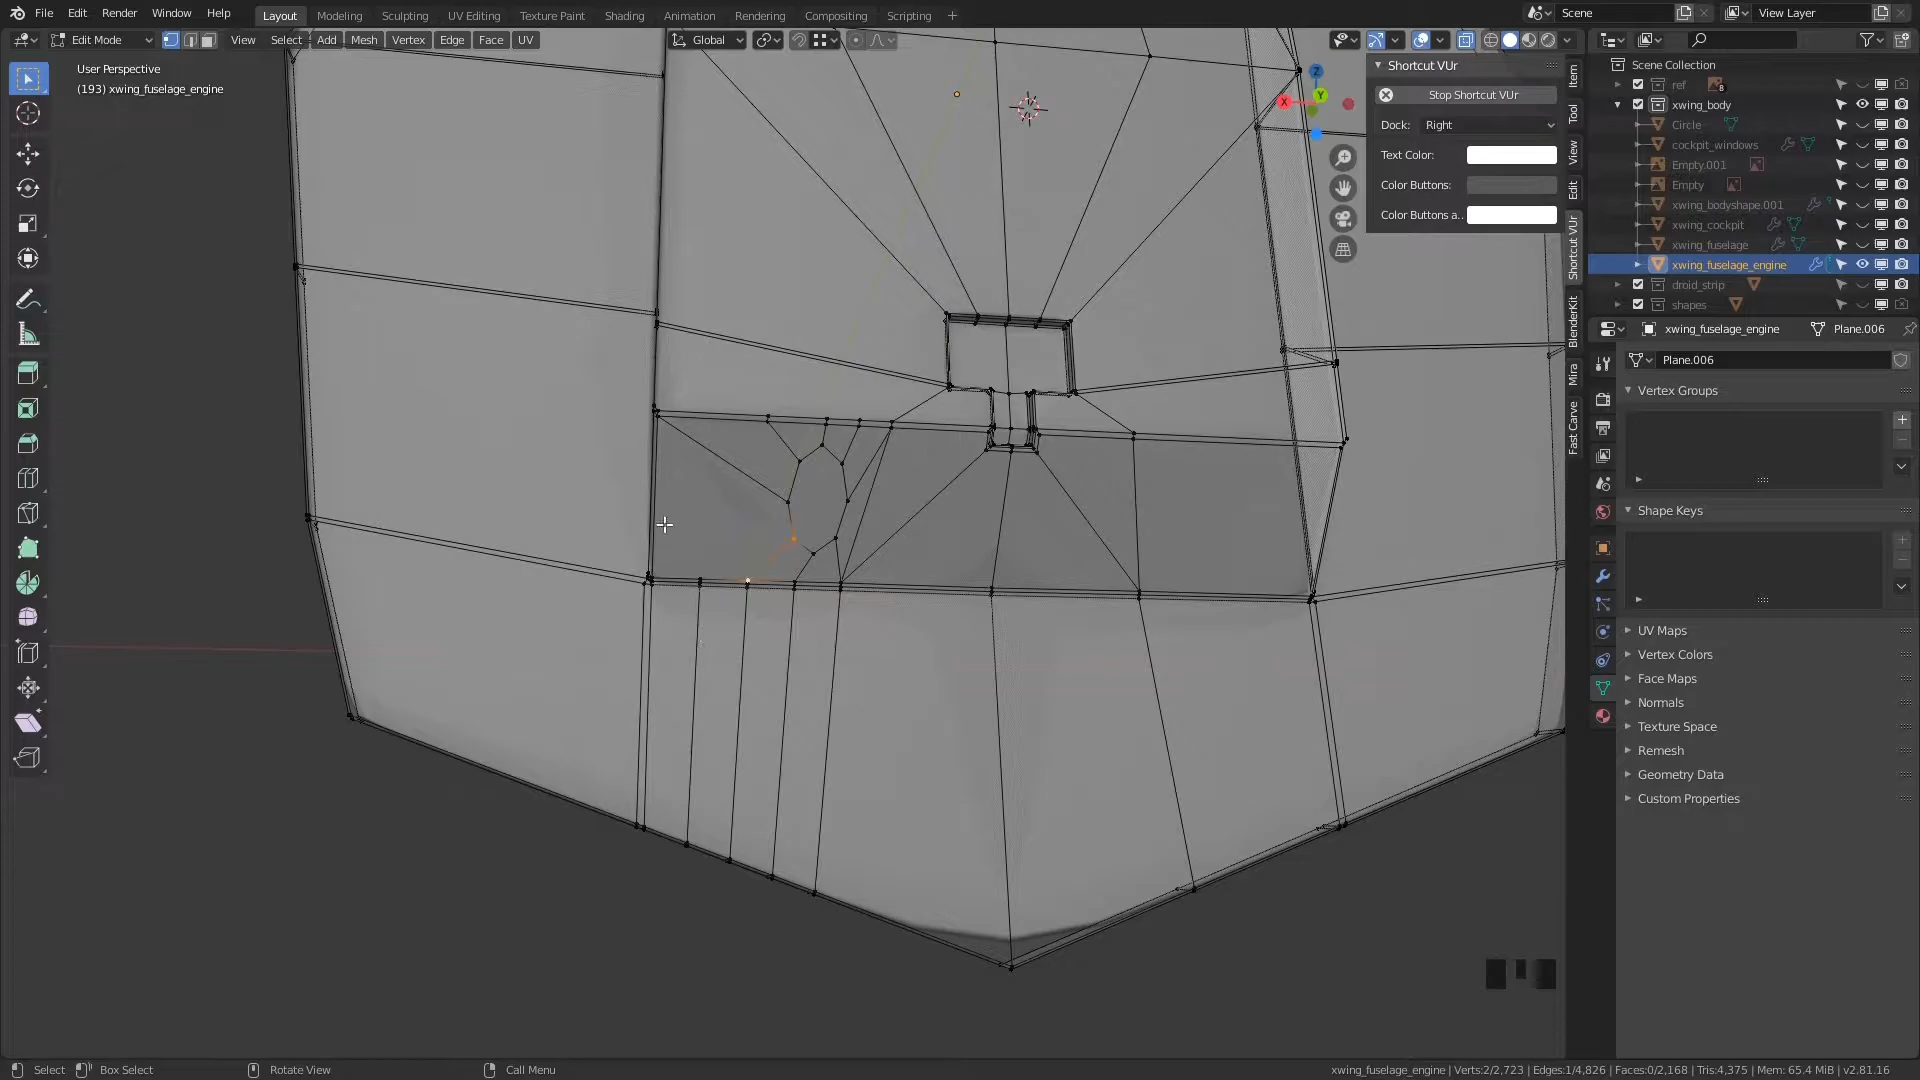 File Edit Render Window Help
Layout Modeling Sculpting UV Editing Texture Paint Shading Animation Rendering Compositing Scripting +
Scene
View Layer
Edit Mode View Select Add Mesh Vertex Edge Face UV
Global
User Perspective
(193) xwing_fuselage_engine
Z
X
Y
Shortcut VUr
Stop Shortcut VUr
Dock: Right
Text Color:
Color Buttons:
Color Buttons a..
Item
Tool
View
Edit
Shortcut VUr
BlenderKit
Mira
Fast Carve
Scene Collection
ref 8
xwing_body
Circle
cockpit_windows
Empty.001
Empty
xwing_bodyshape.001
xwing_cockpit
xwing_fuselage
xwing_fuselage_engine
droid_strip
shapes
xwing_fuselage_engine Plane.006
Plane.006
Vertex Groups
Shape Keys
UV Maps
Vertex Colors
Face Maps
Normals
Texture Space
Remesh
Geometry Data
Custom Properties
Select Box Select Rotate View Call Menu
xwing_fuselage_engine | Verts:2/2,723 | Edges:1/4,826 | Faces:0/2,168 | Tris:4,375 | Mem: 65.4 MiB | v2.81.16